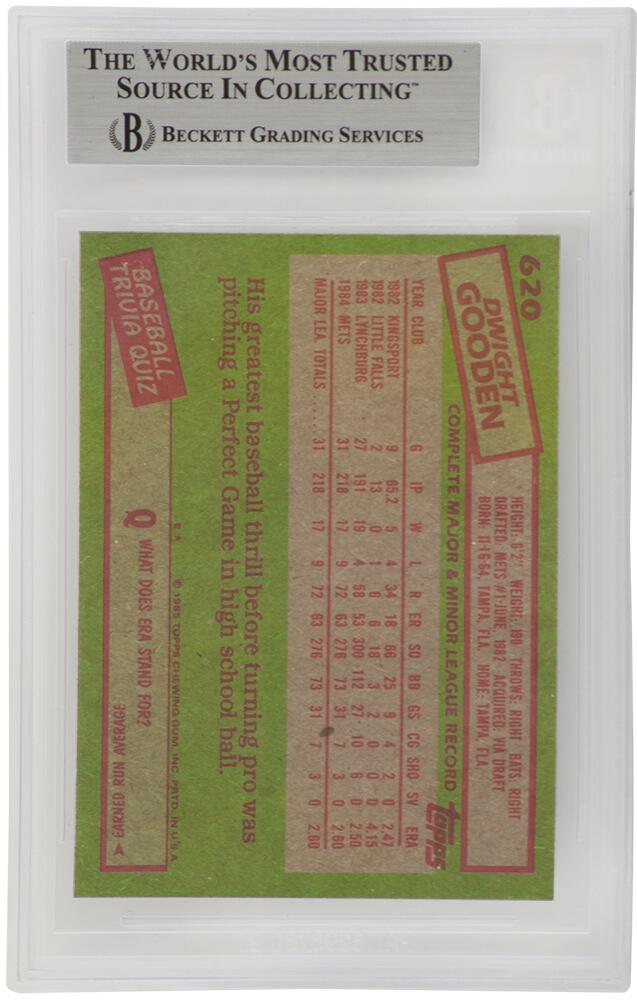 THE WORLD'S MOST TRUSTED
SOURCE IN COLLECTING™
B BECKETT GRADING SERVICES
B
620
DWIGHT
GOODEN
HEIGHT: 6'2" WEIGHT: 190 THROWS: RIGHT BATS: RIGHT
DRAFTED: METS #1-JUNE, 1982 ACQUIRED: VIA DRAFT
BORN: 11-16-64, TAMPA, FLA. HOME: TAMPA, FLA.
COMPLETE MAJOR & MINOR LEAGUE RECORD
topps
YEAR CLUB G IP W L R ER SO BB GS CG SHO SV ERA
1982 KINGSPORT 9 65.2 5 4 34 18 66 25 9 4 2 0 2.47
1982 LITTLE FALLS 2 13 0 1 6 6 18 3 2 0 0 0 4.15
1983 LYNCHBURG 27 191 19 4 58 53 300 112 27 10 6 0 2.50
1984 METS 31 218 17 9 72 63 276 73 31 7 3 0 2.60
MAJOR LEA. TOTALS..... 31 218 17 9 72 63 276 73 31 7 3 0 2.60
His greatest baseball thrill before turning pro was
pitching a Perfect Game in high school ball.
BASEBALL
TRIVIA QUIZ
E* © 1985 TOPPS CHEWING GUM, INC. PRTD. IN U.S.A.
Q WHAT DOES ERA STAND FOR?
EARNED RUN AVERAGE